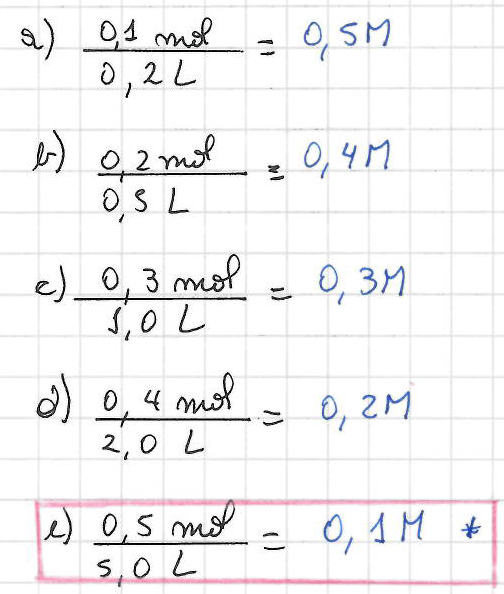 a) 0,1 mol / 0,2 L = 0,5M
b) 0,2 mol / 0,5 L = 0,4M
c) 0,3 mol / 1,0 L = 0,3M
d) 0,4 mol / 2,0 L = 0,2M
e) 0,5 mol / 5,0 L = 0,1M *